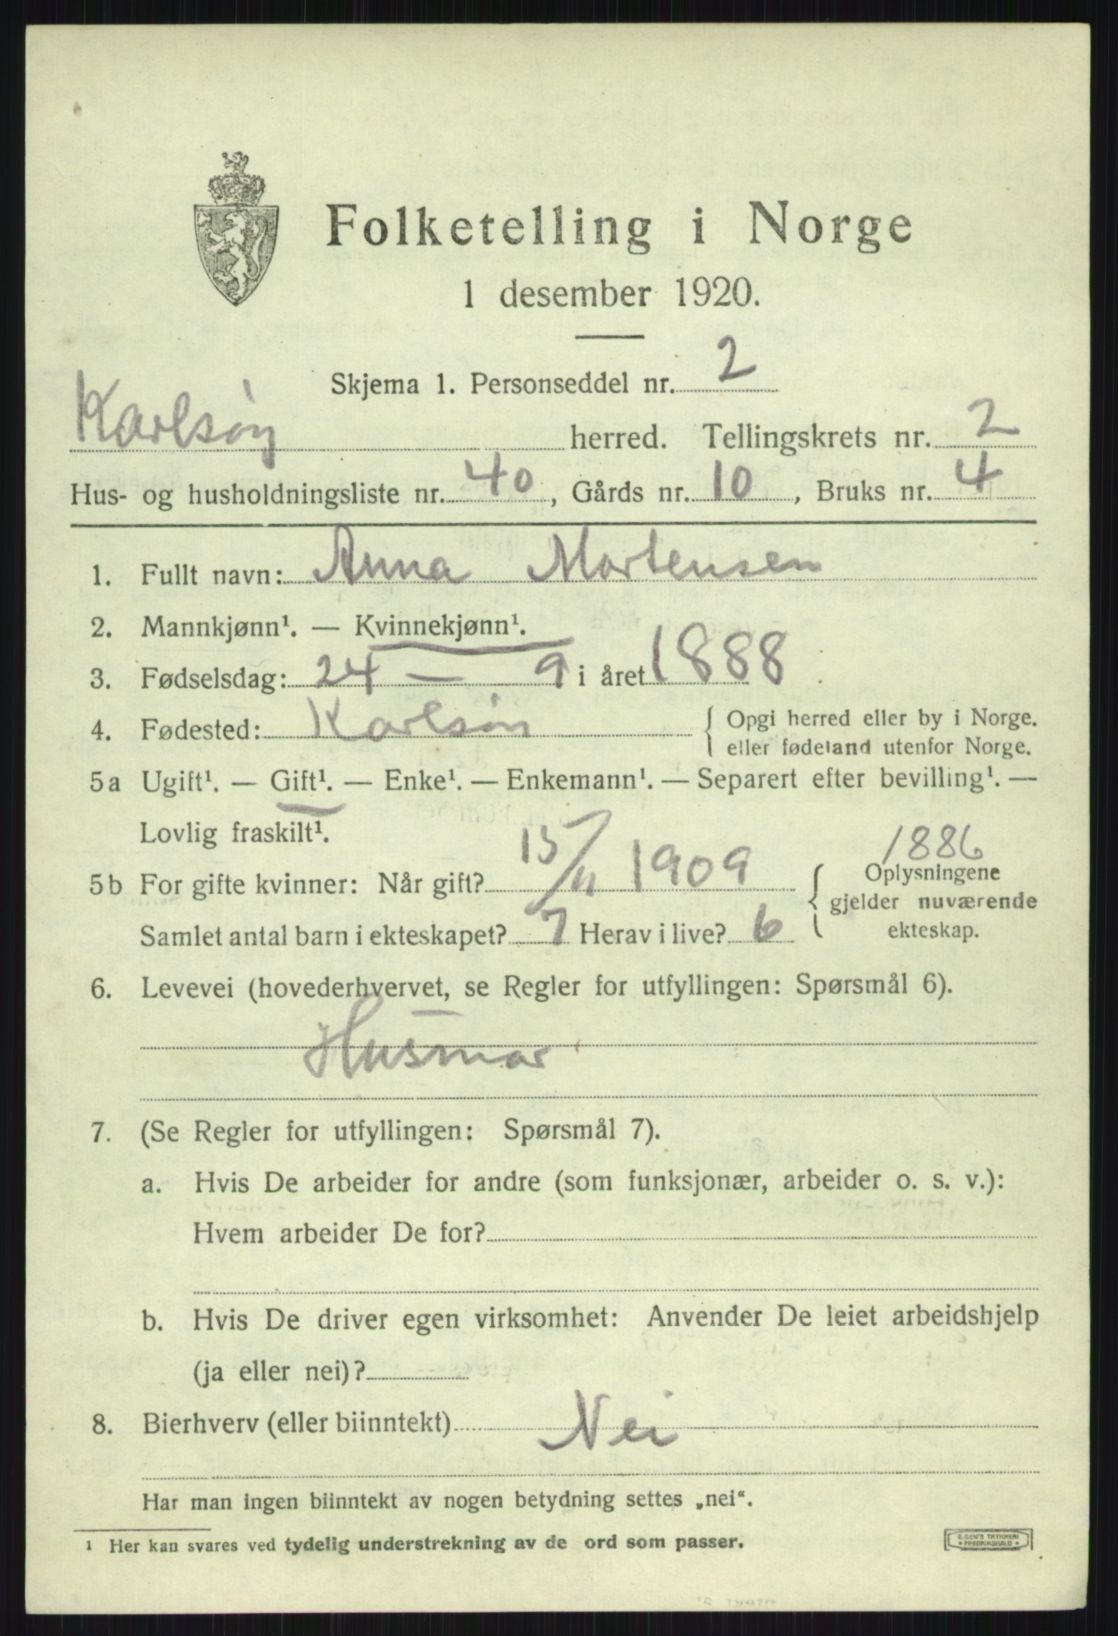 Folketelling i Norge
1 desember 1920.
Skjema 1. Personseddel nr. 2
Karlsøy herred. Tellingskrets nr. 2
Hus- og husholdningsliste nr. 40, Gårds nr. 10, Bruks nr. 4
1. Fullt navn: Anna Mortensen
2. Mannkjønn¹. — Kvinnekjønn¹.
3. Fødselsdag: 24 — 9 i året 1888
4. Fødested: Karlsøn { Opgi herred eller by i Norge.
eller fødeland utenfor Norge.
5a Ugift¹. — Gift¹. — Enke¹. — Enkemann¹. — Separert efter bevilling¹. —
Lovlig fraskilt¹.
1886
5b For gifte kvinner: Når gift? 15/11 1909 { Oplysningene
gjelder nuværende
Samlet antal barn i ekteskapet? 7 Herav i live? 6 ekteskap.
6. Levevei (hovederhvervet, se Regler for utfyllingen: Spørsmål 6).
Husmor
7. (Se Regler for utfyllingen: Spørsmål 7).
a. Hvis De arbeider for andre (som funksjonær, arbeider o. s. v.):
Hvem arbeider De for?
b. Hvis De driver egen virksomhet: Anvender De leiet arbeidshjelp
(ja eller nei)?
8. Bierhverv (eller biinntekt) Nei
Har man ingen biinntekt av nogen betydning settes „nei“.
¹ Her kan svares ved tydelig understrekning av de ord som passer.